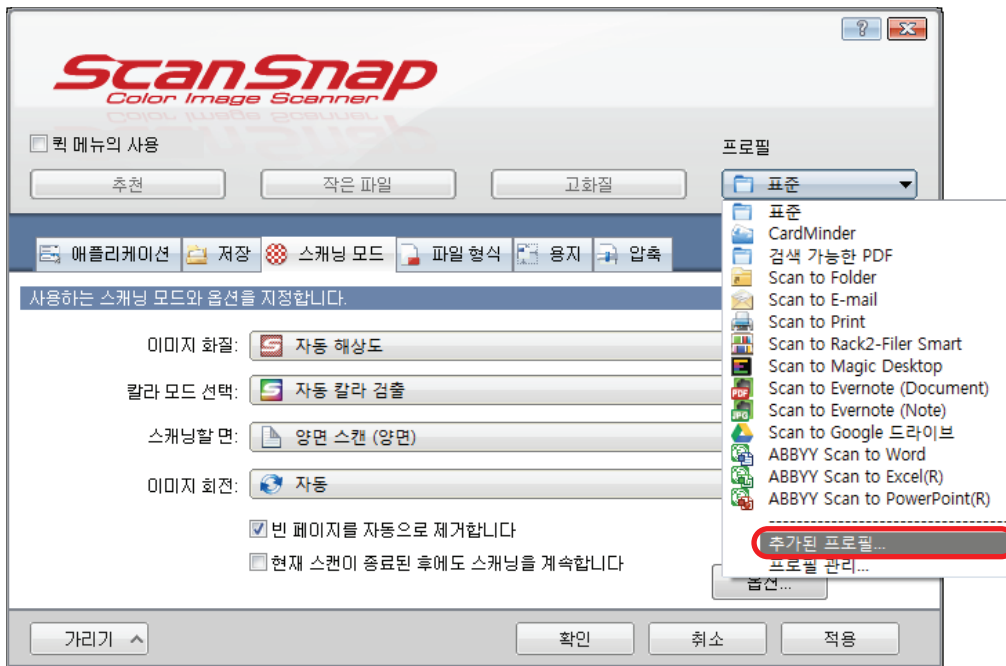 ScanSnap
Color Image Scanner
퀵 메뉴의 사용
프로필
추천 작은 파일 고화질 표준
표준
CardMinder
검색 가능한 PDF
Scan to Folder
Scan to E-mail
Scan to Print
Scan to Rack2-Filer Smart
Scan to Magic Desktop
Scan to Evernote (Document)
Scan to Evernote (Note)
Scan to Google 드라이브
ABBYY Scan to Word
ABBYY Scan to Excel(R)
ABBYY Scan to PowerPoint(R)
추가된 프로필...
프로필 관리...
애플리케이션 저장 스캐닝 모드 파일 형식 용지 압축
사용하는 스캐닝 모드와 옵션을 지정합니다.
이미지 화질: 자동 해상도
칼라 모드 선택: 자동 칼라 검출
스캐닝할 면: 양면 스캔 (양면)
이미지 회전: 자동
빈 페이지를 자동으로 제거합니다
현재 스캔이 종료된 후에도 스캐닝을 계속합니다
옵션...
가리기 확인 취소 적용